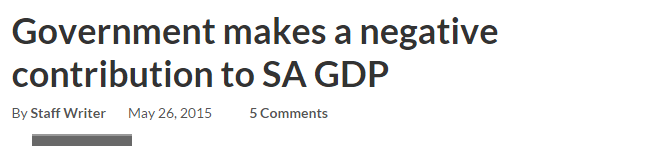 Government makes a negative
contribution to SA GDP
By Staff Writer May 26, 2015 5 Comments